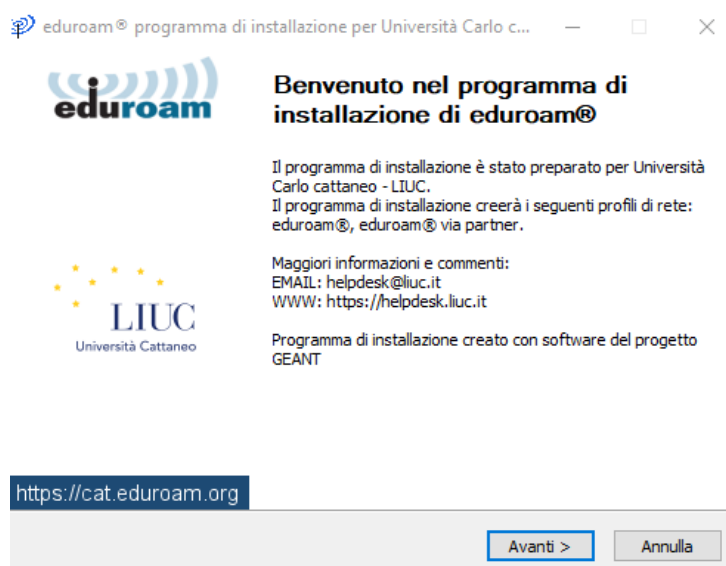 eduroam® programma di installazione per Università Carlo c...
eduroam
Benvenuto nel programma di
installazione di eduroam®
Il programma di installazione è stato preparato per Università
Carlo cattaneo - LIUC.
Il programma di installazione creerà i seguenti profili di rete:
eduroam®, eduroam® via partner.
Maggiori informazioni e commenti:
EMAIL: helpdesk@liuc.it
WWW: https://helpdesk.liuc.it
LIUC
Università Cattaneo
Programma di installazione creato con software del progetto
GEANT
https://cat.eduroam.org
Avanti >
Annulla